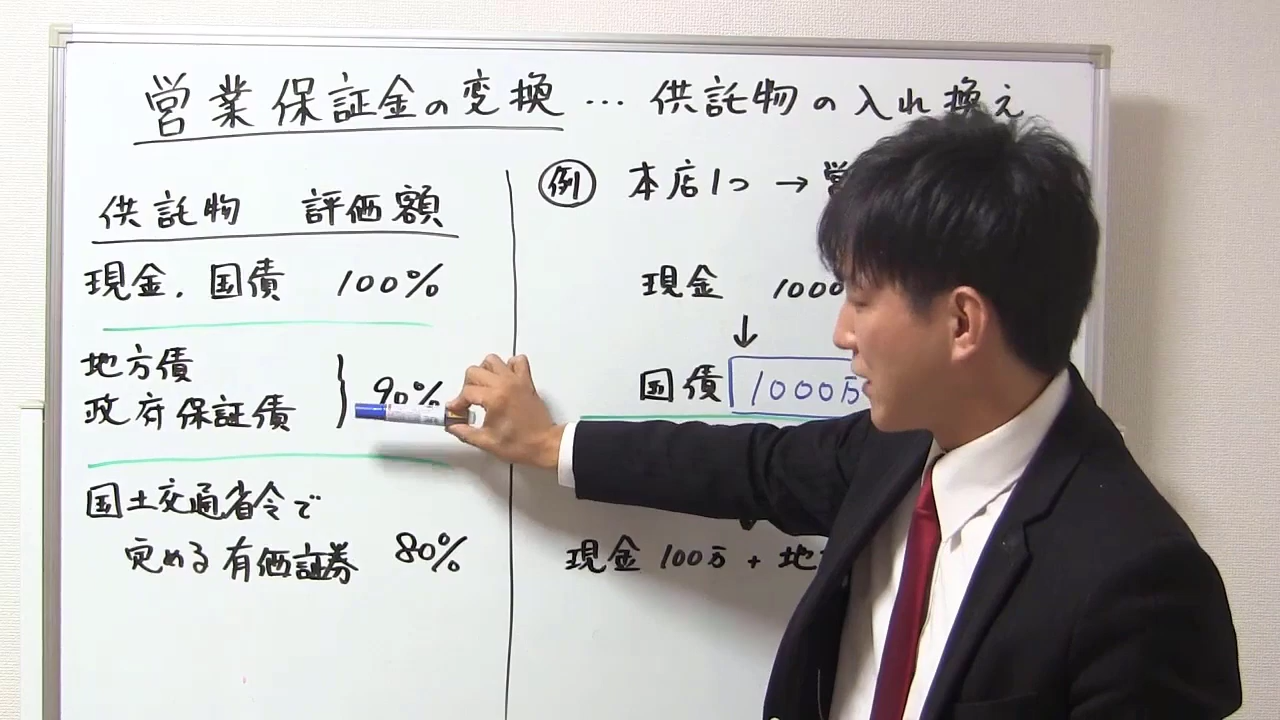 営業保証金の変換 … 供託物の入れ換え
供託物 評価額
現金、国債 100%
地方債
政府保証債 90%
国土交通省令で
定める有価証券 80%
例 本店1つ → 営
現金 1000
↓
国債 1000万
現金 100万 + 地